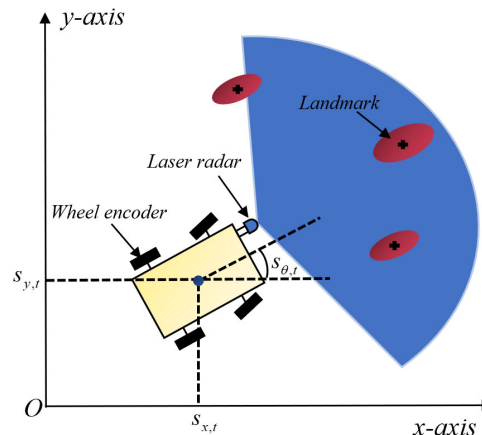 y-axis
Landmark
Laser radar
Wheel encoder
s_{θ,t}
s_{y,t}
O
s_{x,t}
x-axis